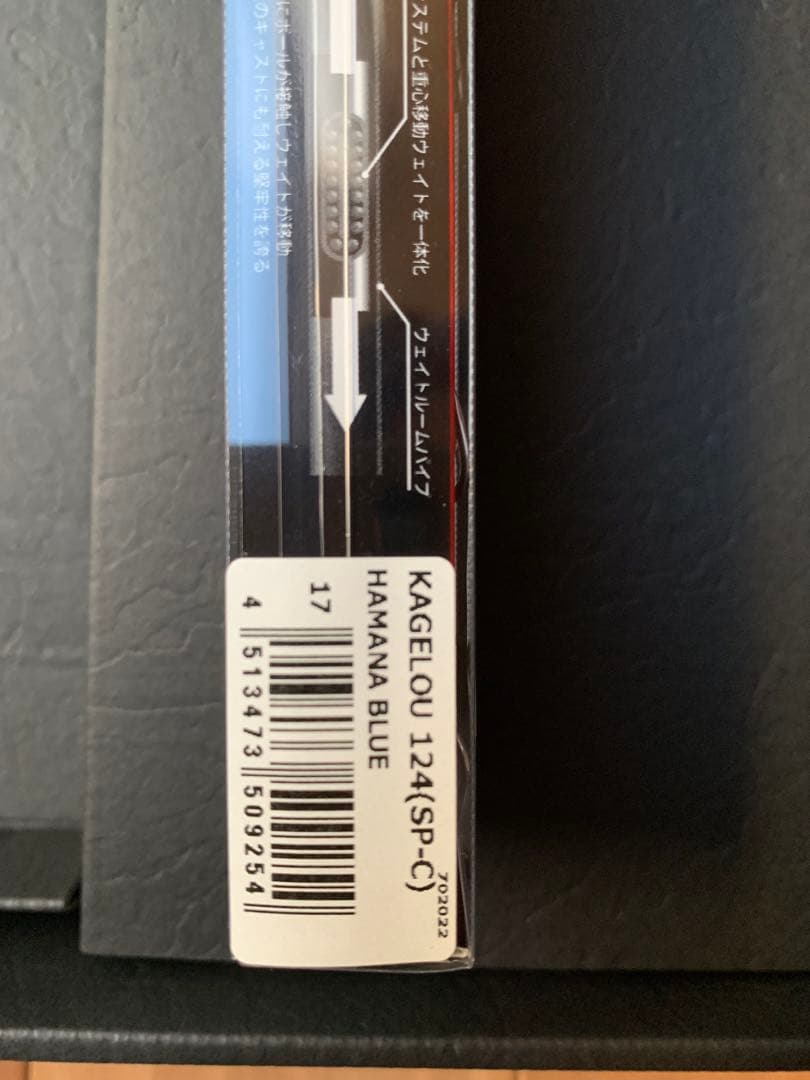 ステムと重心移動ウェイトを一体化
ウェイトルームパイプ
にボールが接触しウェイトが移動
のキャストにも耐える堅牢性を誇る
702022
KAGELOU 124(SP-C)
HAMANA BLUE
17
4 513473 509254